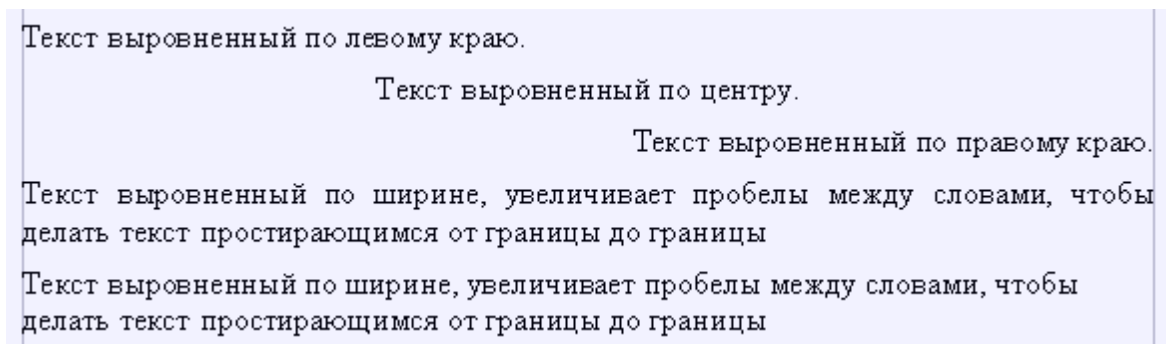 Текст выровненный по левому краю.
Текст выровненный по центру.
Текст выровненный по правому краю.
Текст выровненный по ширине, увеличивает пробелы между словами, чтобы
делать текст простирающимся от границы до границы
Текст выровненный по ширине, увеличивает пробелы между словами, чтобы
делать текст простирающимся от границы до границы